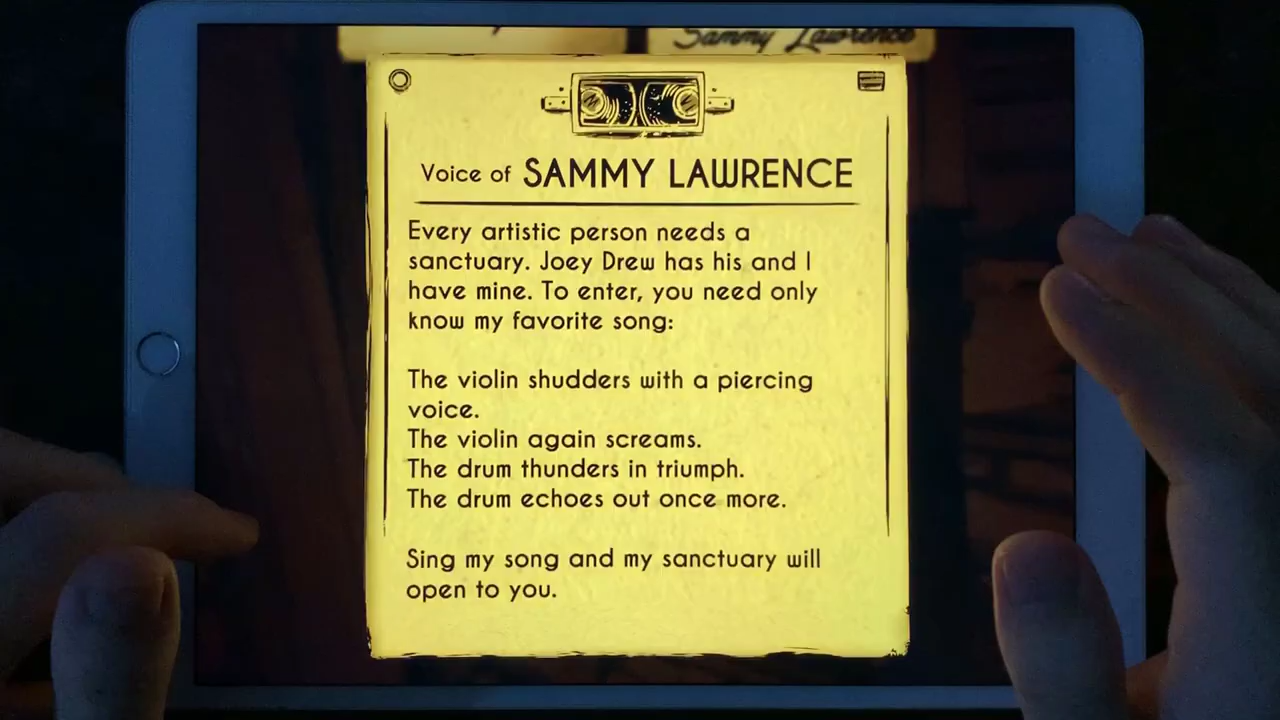 Sammy Lawrence
Voice of SAMMY LAWRENCE
Every artistic person needs a
sanctuary. Joey Drew has his and I
have mine. To enter, you need only
know my favorite song:
The violin shudders with a piercing
voice.
The violin again screams.
The drum thunders in triumph.
The drum echoes out once more.
Sing my song and my sanctuary will
open to you.